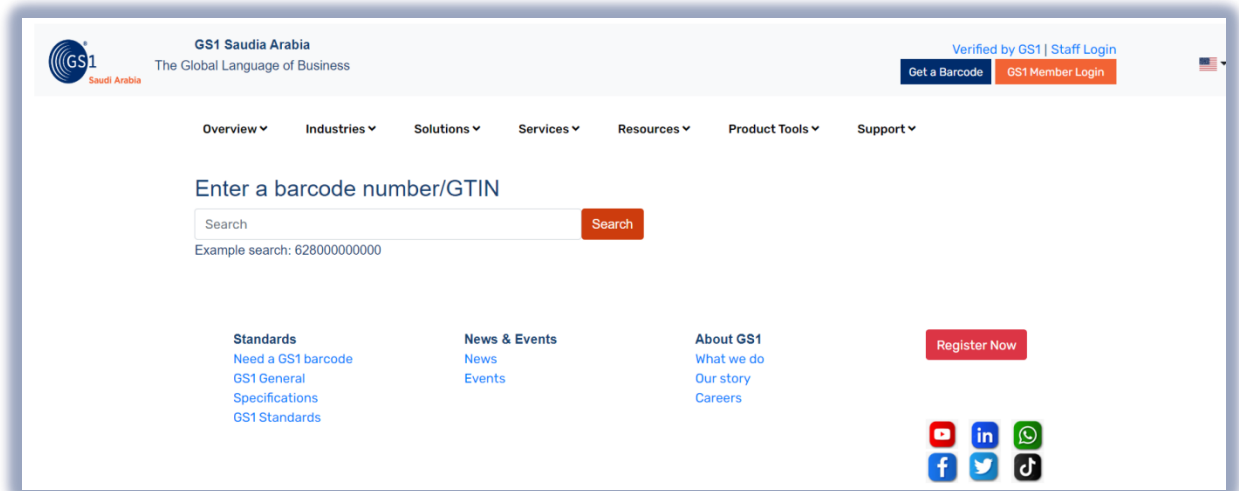 GS1
Saudi Arabia
GS1 Saudia Arabia
The Global Language of Business
Verified by GS1 | Staff Login
Get a Barcode
GS1 Member Login
Overview
Industries
Solutions
Services
Resources
Product Tools
Support
Enter a barcode number/GTIN
Search
Search
Example search: 628000000000
Standards
Need a GS1 barcode
GS1 General
Specifications
GS1 Standards
News & Events
News
Events
About GS1
What we do
Our story
Careers
Register Now